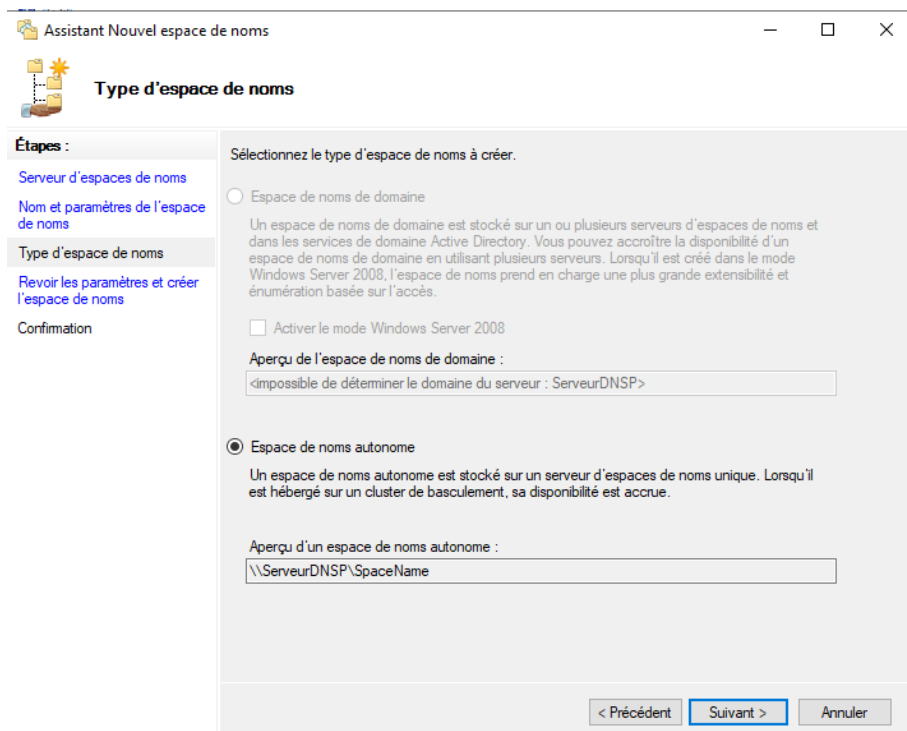 Assistant Nouvel espace de noms
Type d'espace de noms
Étapes :
Serveur d'espaces de noms
Nom et paramètres de l'espace
de noms
Type d'espace de noms
Revoir les paramètres et créer
l'espace de noms
Confirmation
Sélectionnez le type d'espace de noms à créer.
Espace de noms de domaine
Un espace de noms de domaine est stocké sur un ou plusieurs serveurs d'espaces de noms et
dans les services de domaine Active Directory. Vous pouvez accroître la disponibilité d'un
espace de noms de domaine en utilisant plusieurs serveurs. Lorsqu'il est créé dans le mode
Windows Server 2008, l'espace de noms prend en charge une plus grande extensibilité et
énumération basée sur l'accès.
Activer le mode Windows Server 2008
Aperçu de l'espace de noms de domaine :
<impossible de déterminer le domaine du serveur : ServeurDNSP>
Espace de noms autonome
Un espace de noms autonome est stocké sur un serveur d'espaces de noms unique. Lorsqu'il
est hébergé sur un cluster de basculement, sa disponibilité est accrue.
Aperçu d'un espace de noms autonome :
\\ServeurDNSP\SpaceName
< Précédent
Suivant >
Annuler